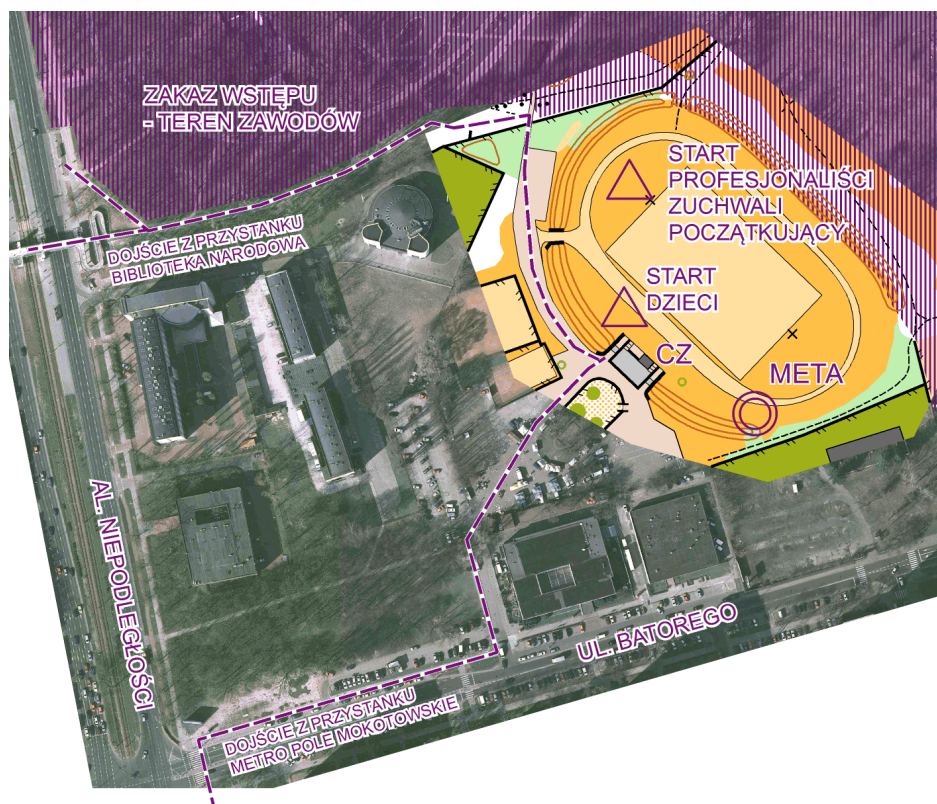 ZAKAZ WSTĘPU
- TEREN ZAWODÓW
START
PROFESJONALIŚCI
ZUCHWALI
POCZĄTKUJĄCY
DOJŚCIE Z PRZYSTANKU
BIBLIOTEKA NARODOWA
START
DZIECI
CZ
META
AL. NIEPODLEGŁOŚCI
UL. BATOREGO
DOJŚCIE Z PRZYSTANKU
METRO POLE MOKOTOWSKIE